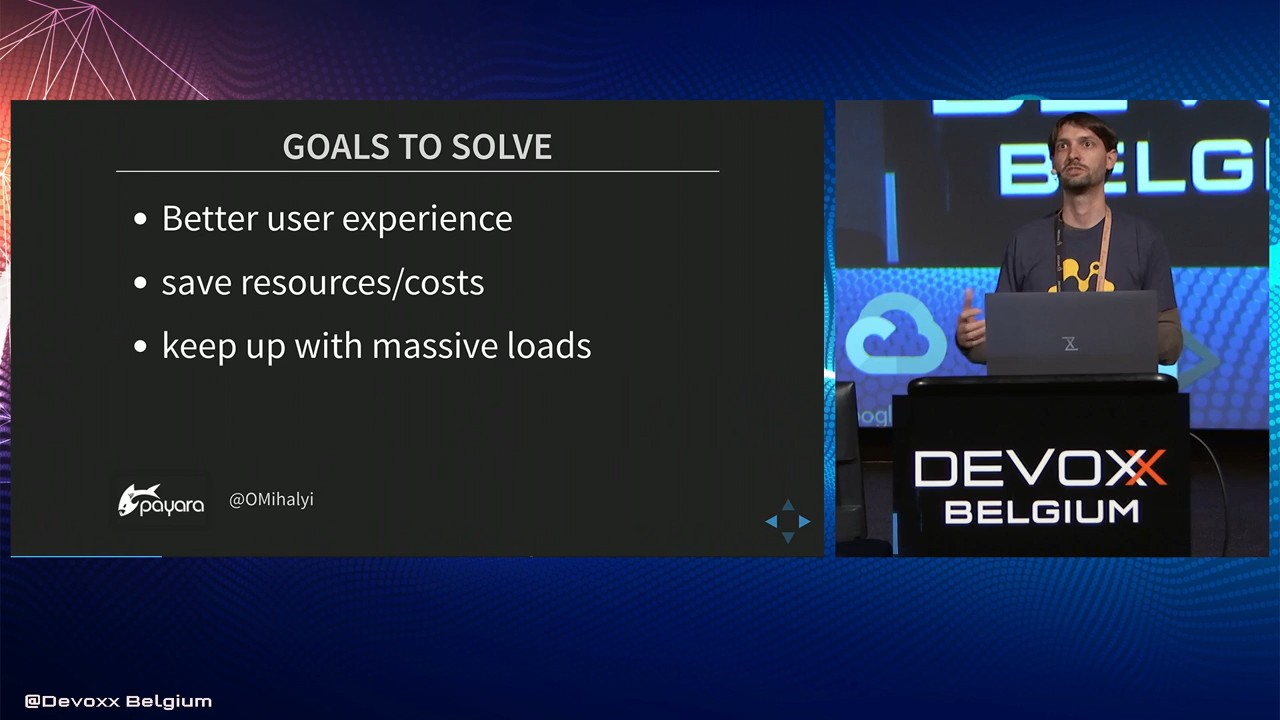 GOALS TO SOLVE
Better user experience
save resources/costs
keep up with massive loads
payara
@OMihalyi
BELGI
DEVOXX
BELGIUM
@Devoxx Belgium